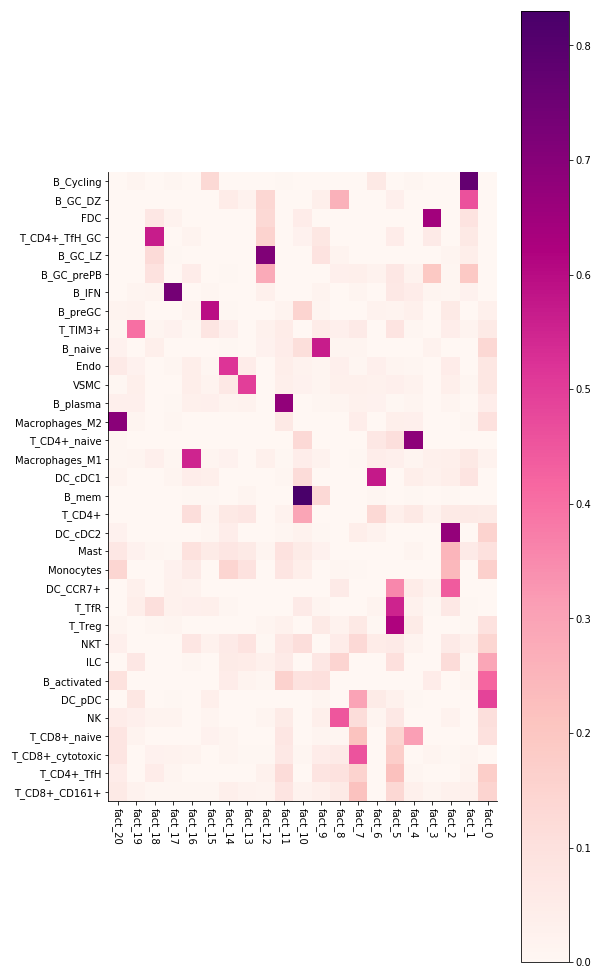 B_Cycling
B_GC_DZ
FDC
T_CD4+_TfH_GC
B_GC_LZ
B_GC_prePB
B_IFN
B_preGC
T_TIM3+
B_naive
Endo
VSMC
B_plasma
Macrophages_M2
T_CD4+_naive
Macrophages_M1
DC_cDC1
B_mem
T_CD4+
DC_cDC2
Mast
Monocytes
DC_CCR7+
T_TfR
T_Treg
NKT
ILC
B_activated
DC_pDC
NK
T_CD8+_naive
T_CD8+_cytotoxic
T_CD4+_TfH
T_CD8+_CD161+
fact_20
fact_19
fact_18
fact_17
fact_16
fact_15
fact_14
fact_13
fact_12
fact_11
fact_10
fact_9
fact_8
fact_7
fact_6
fact_5
fact_4
fact_3
fact_2
fact_1
fact_0
0.8
0.7
0.6
0.5
0.4
0.3
0.2
0.1
0.0